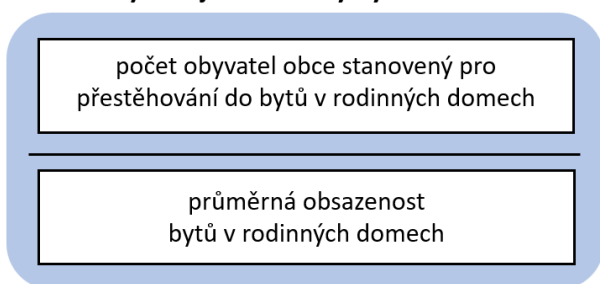 počet obyvatel obce stanovený pro
přestěhování do bytů v rodinných domech
průměrná obsazenost
bytů v rodinných domech